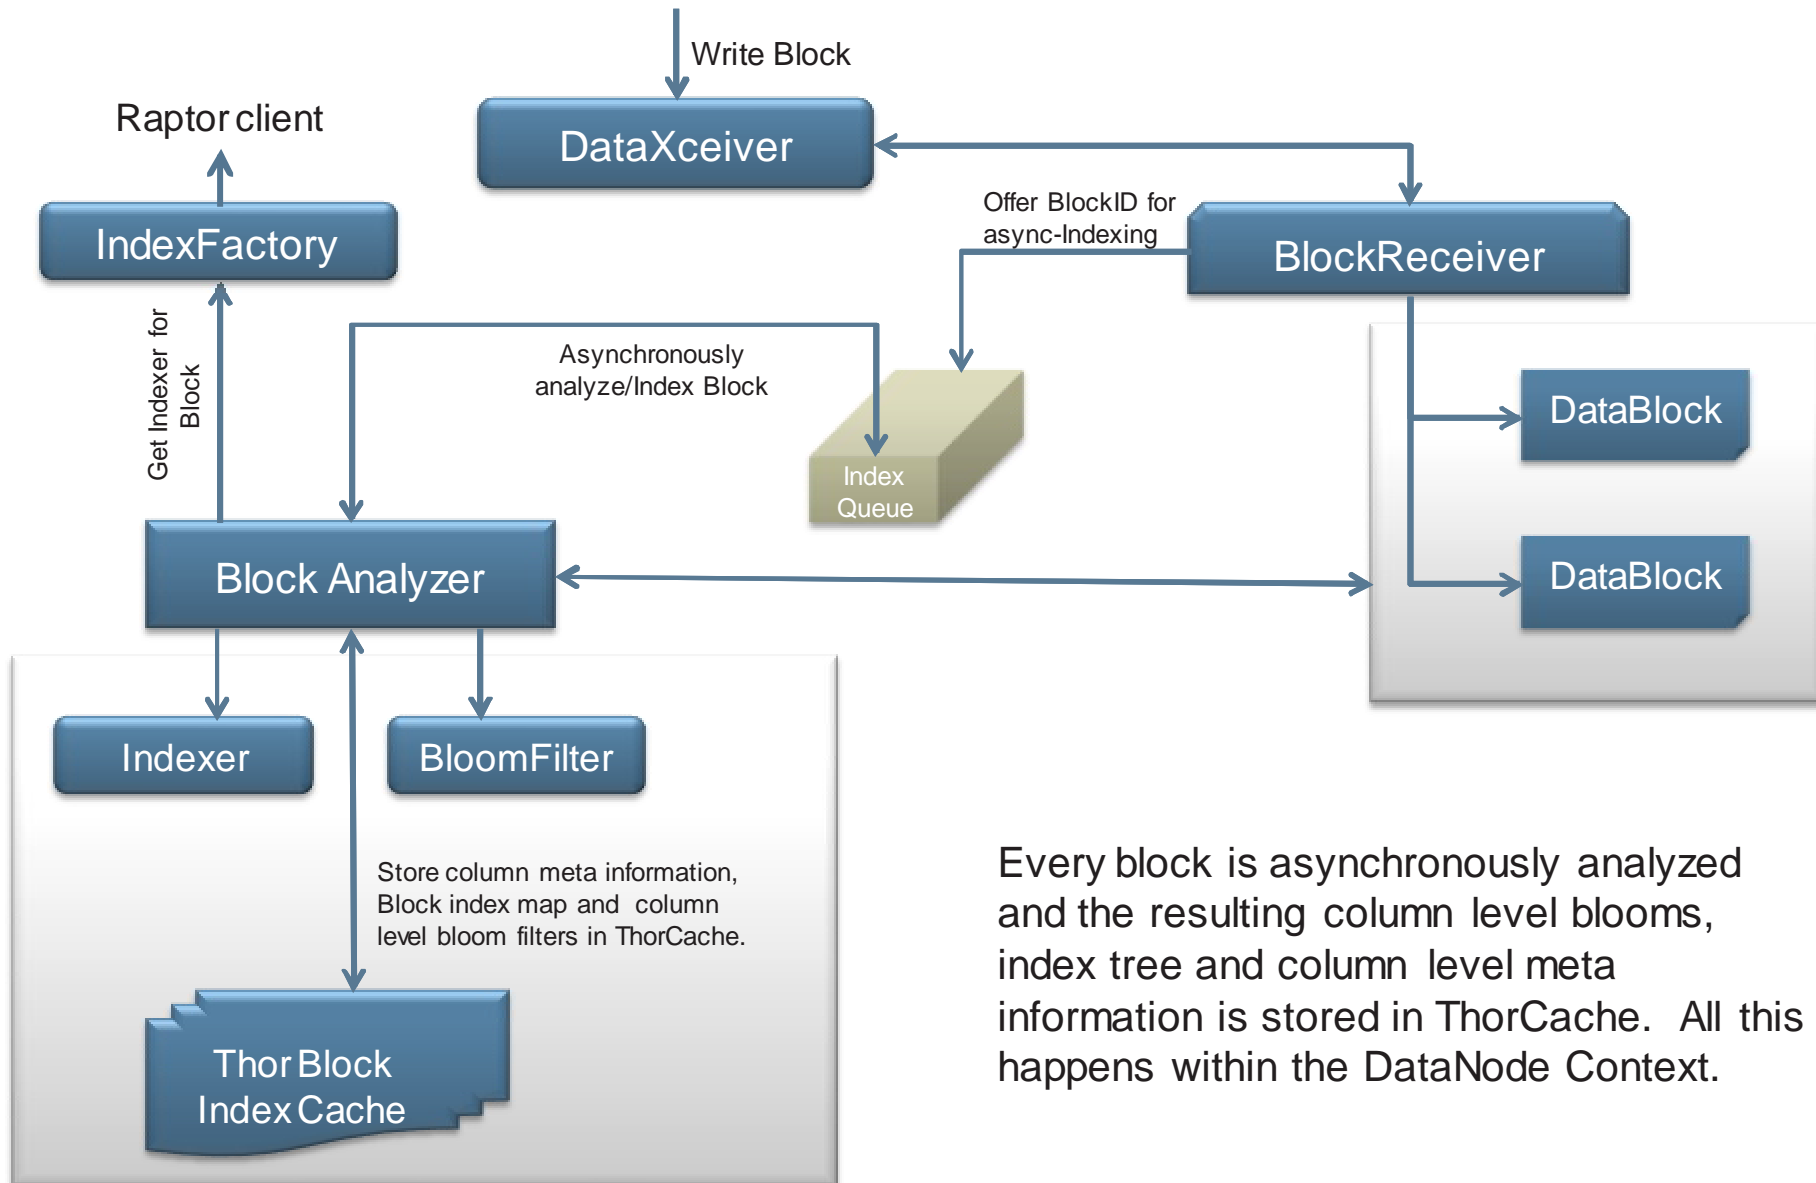 Write Block
Raptor client
DataXceiver
IndexFactory
Offer BlockID for
async-Indexing
BlockReceiver
Get Indexer for
Block
Asynchronously
analyze/Index Block
Index
Queue
DataBlock
DataBlock
Block Analyzer
Indexer
BloomFilter
Store column meta information,
Block index map and column
level bloom filters in ThorCache.
Thor Block
Index Cache
Every block is asynchronously analyzed
and the resulting column level blooms,
index tree and column level meta
information is stored in ThorCache. All this
happens within the DataNode Context.